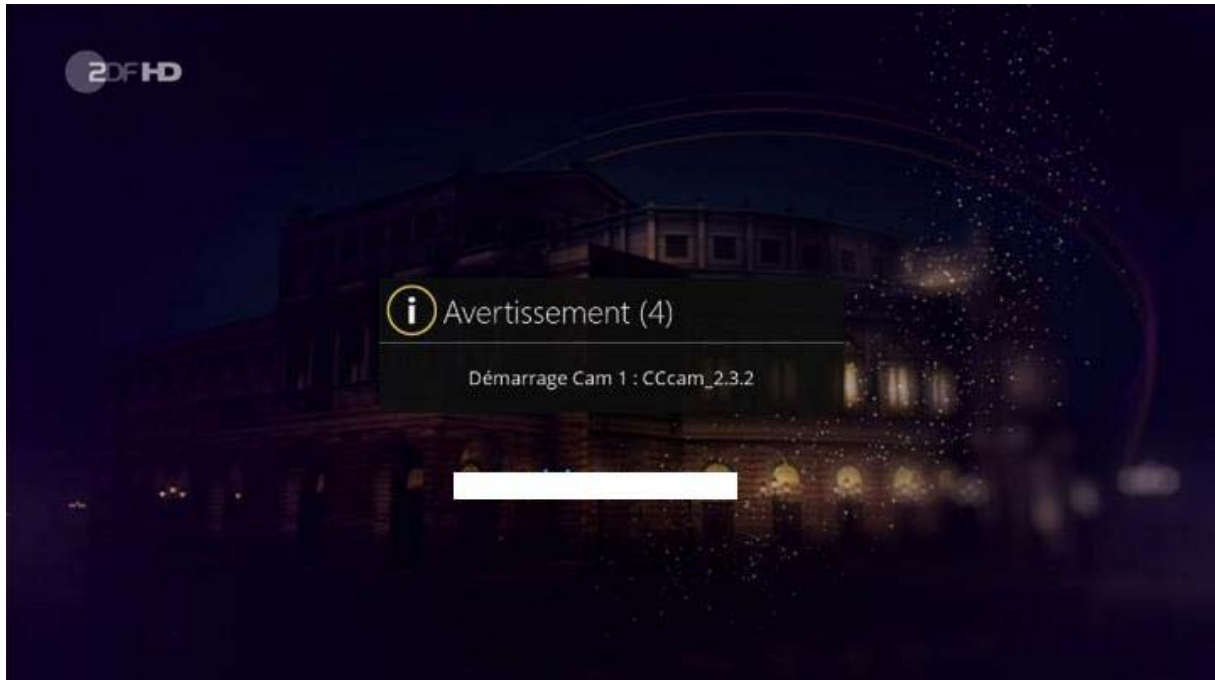 ZDF HD
Avertissement (4)
Démarrage Cam 1 : CCcam_2.3.2